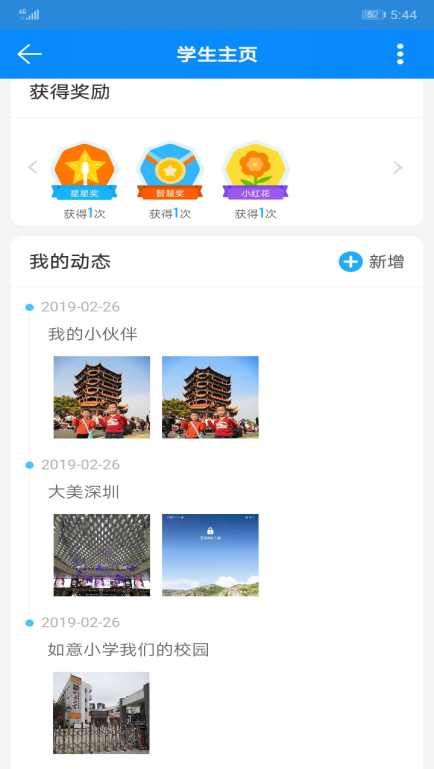 4G
52
5:44
学生主页
获得奖励
星星奖
智慧奖
小红花
获得1次
获得1次
获得1次
我的动态
新增
2019-02-26
我的小伙伴
2019-02-26
大美深圳
2019-02-26
如意小学我们的校园